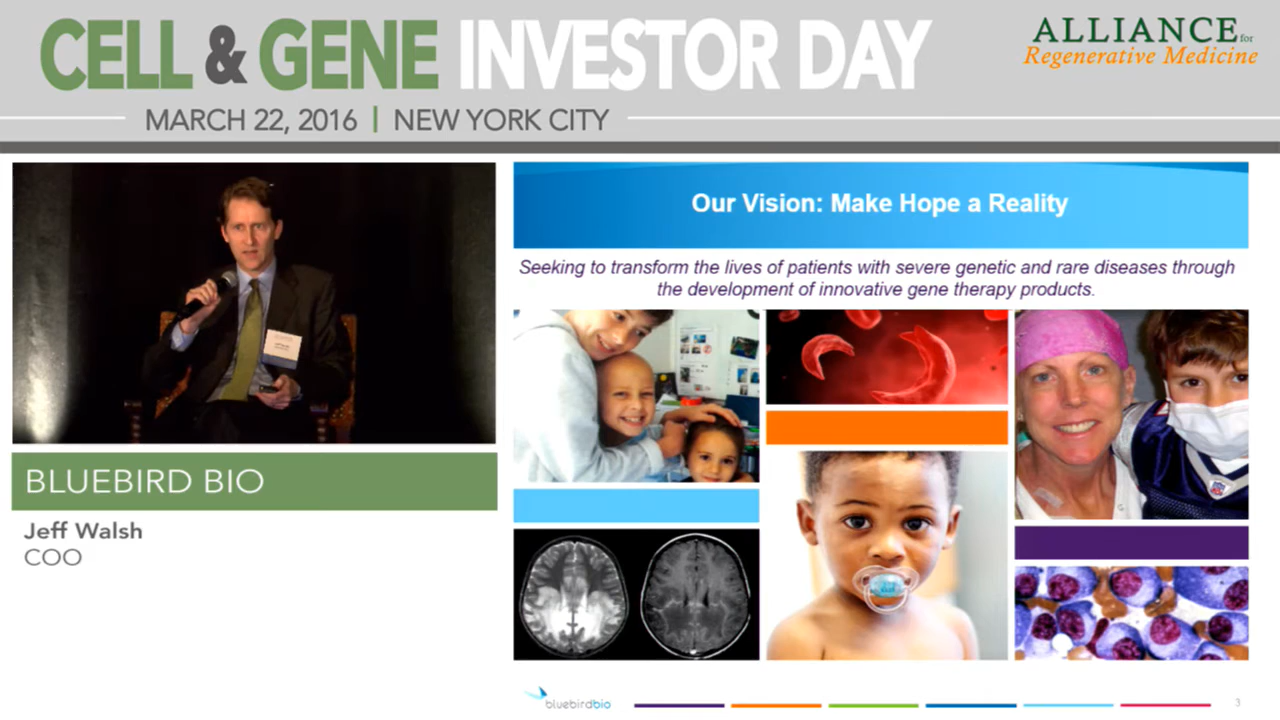 CELL & GENE INVESTOR DAY
MARCH 22, 2016 | NEW YORK CITY
ALLIANCE for
Regenerative Medicine
BLUEBIRD BIO
Jeff Walsh
COO
Our Vision: Make Hope a Reality
Seeking to transform the lives of patients with severe genetic and rare diseases through
the development of innovative gene therapy products.
bluebirdbio
3